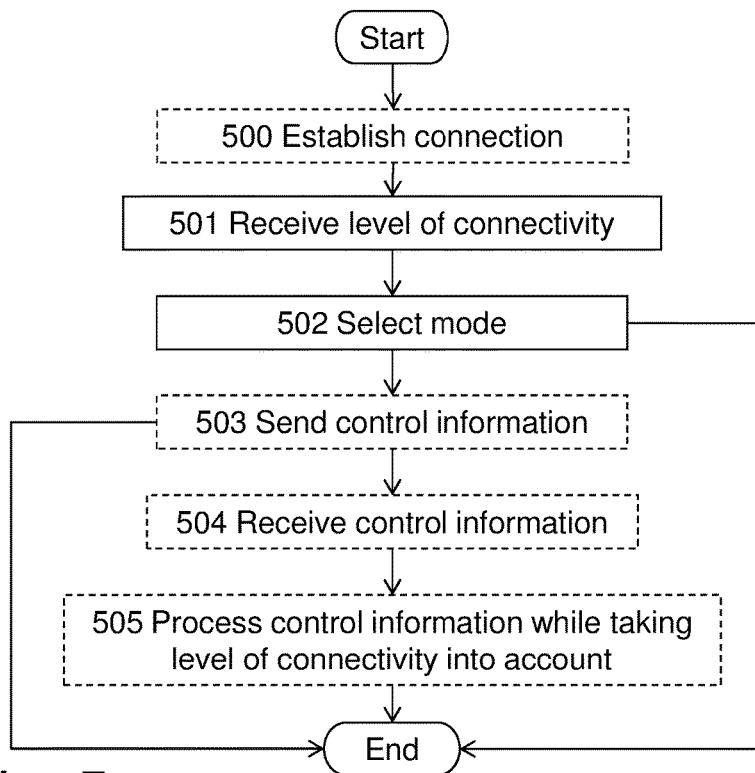 Start
500 Establish connection
501 Receive level of connectivity
502 Select mode
503 Send control information
504 Receive control information
505 Process control information while taking
level of connectivity into account
End